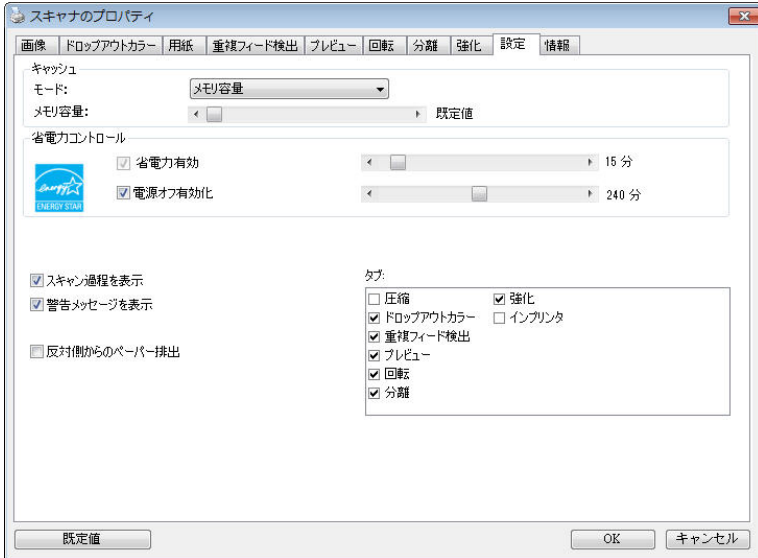 スキャナのプロパティ
画像 ドロップアウトカラー 用紙 重複フィード検出 プレビュー 回転 分離 強化 設定 情報
キャッシュ
モード: メモリ容量
メモリ容量: 既定値
省電力コントロール
省電力有効 15 分
energy
ENERGY STAR
電源オフ有効化 240 分
スキャン過程を表示
警告メッセージを表示
反対側からのペーパー排出
タブ:
圧縮 強化
ドロップアウトカラー インプリンタ
重複フィード検出
プレビュー
回転
分離
既定値 OK キャンセル